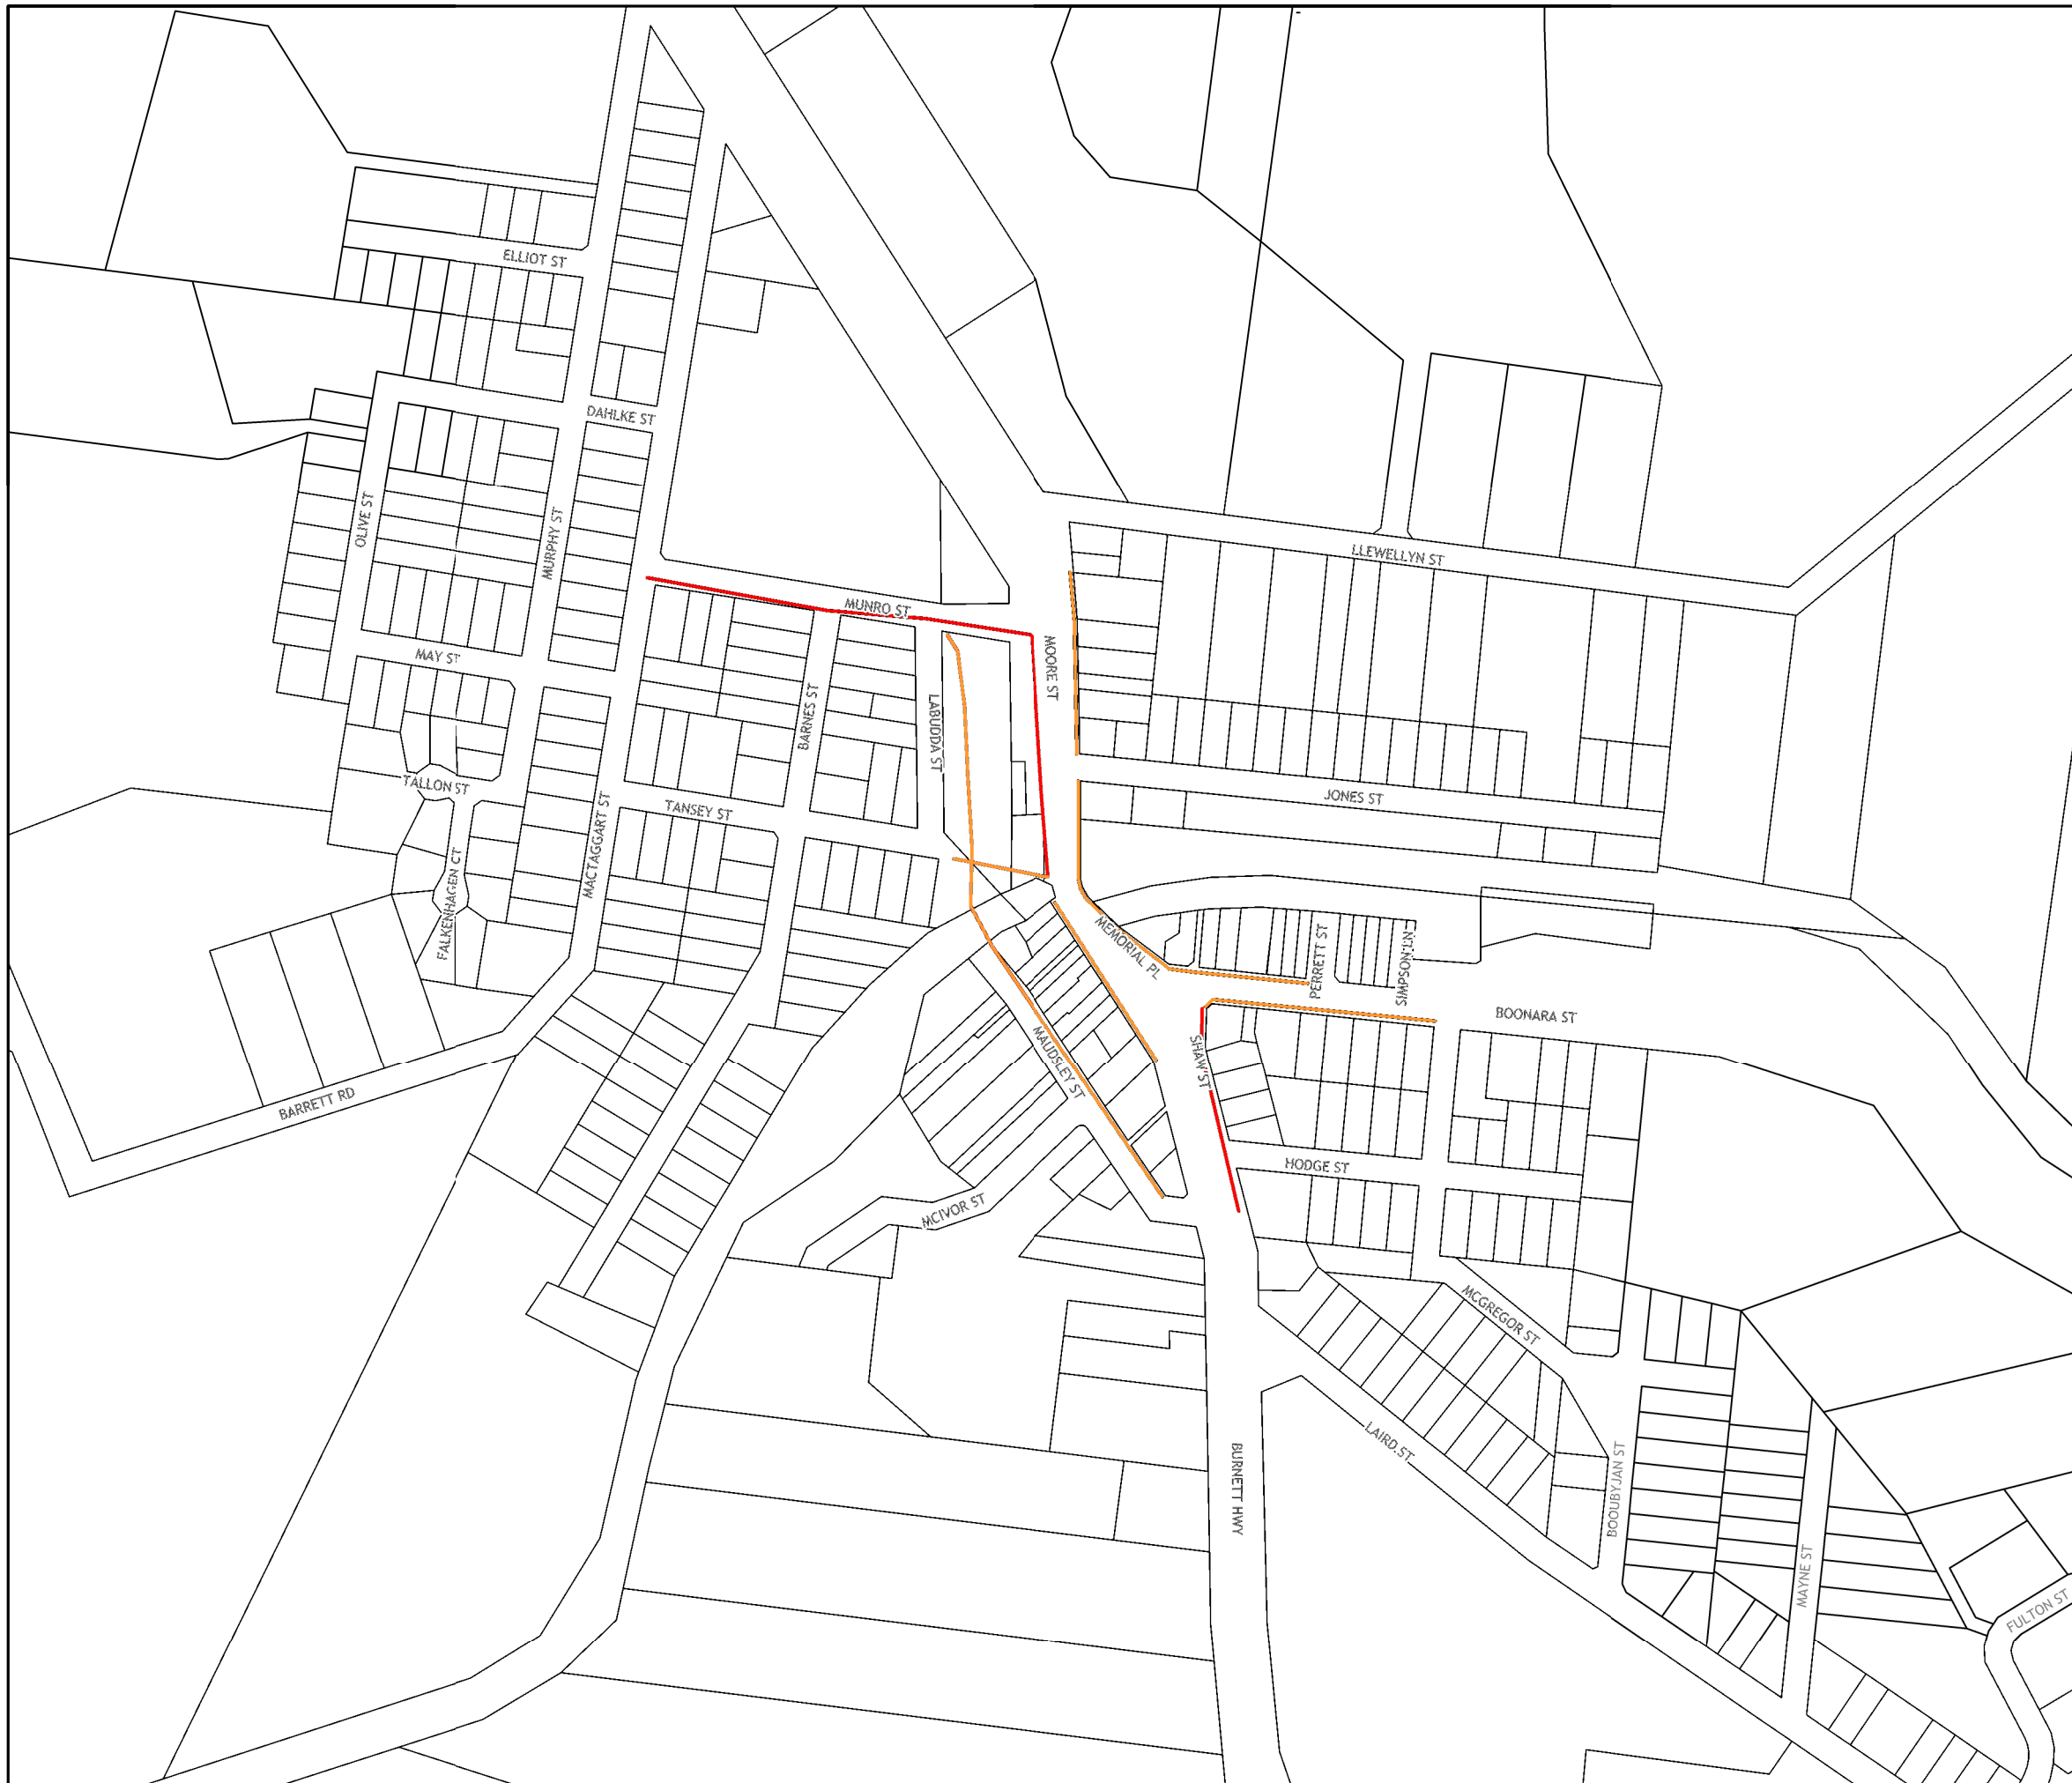 ELLIOT ST
DAHLKE ST
OLIVE ST
MURPHY ST
LLEWELLYN ST
MUNRO ST
MOORE ST
MAY ST
BARNES ST
LABUDDA ST
TALLON ST
TANSEY ST
JONES ST
MACTAGGART ST
FALKENHAGEN CT
MEMORIAL PL
PERRETT ST
SIMPSON LN
BOONARA ST
MAUDSLEY ST
SHAW ST
BARRETT RD
HODGE ST
MCIVOR ST
MCGREGOR ST
LAIRD ST
BURNETT HWY
BOOUBYJAN ST
MAYNE ST
FULTON ST